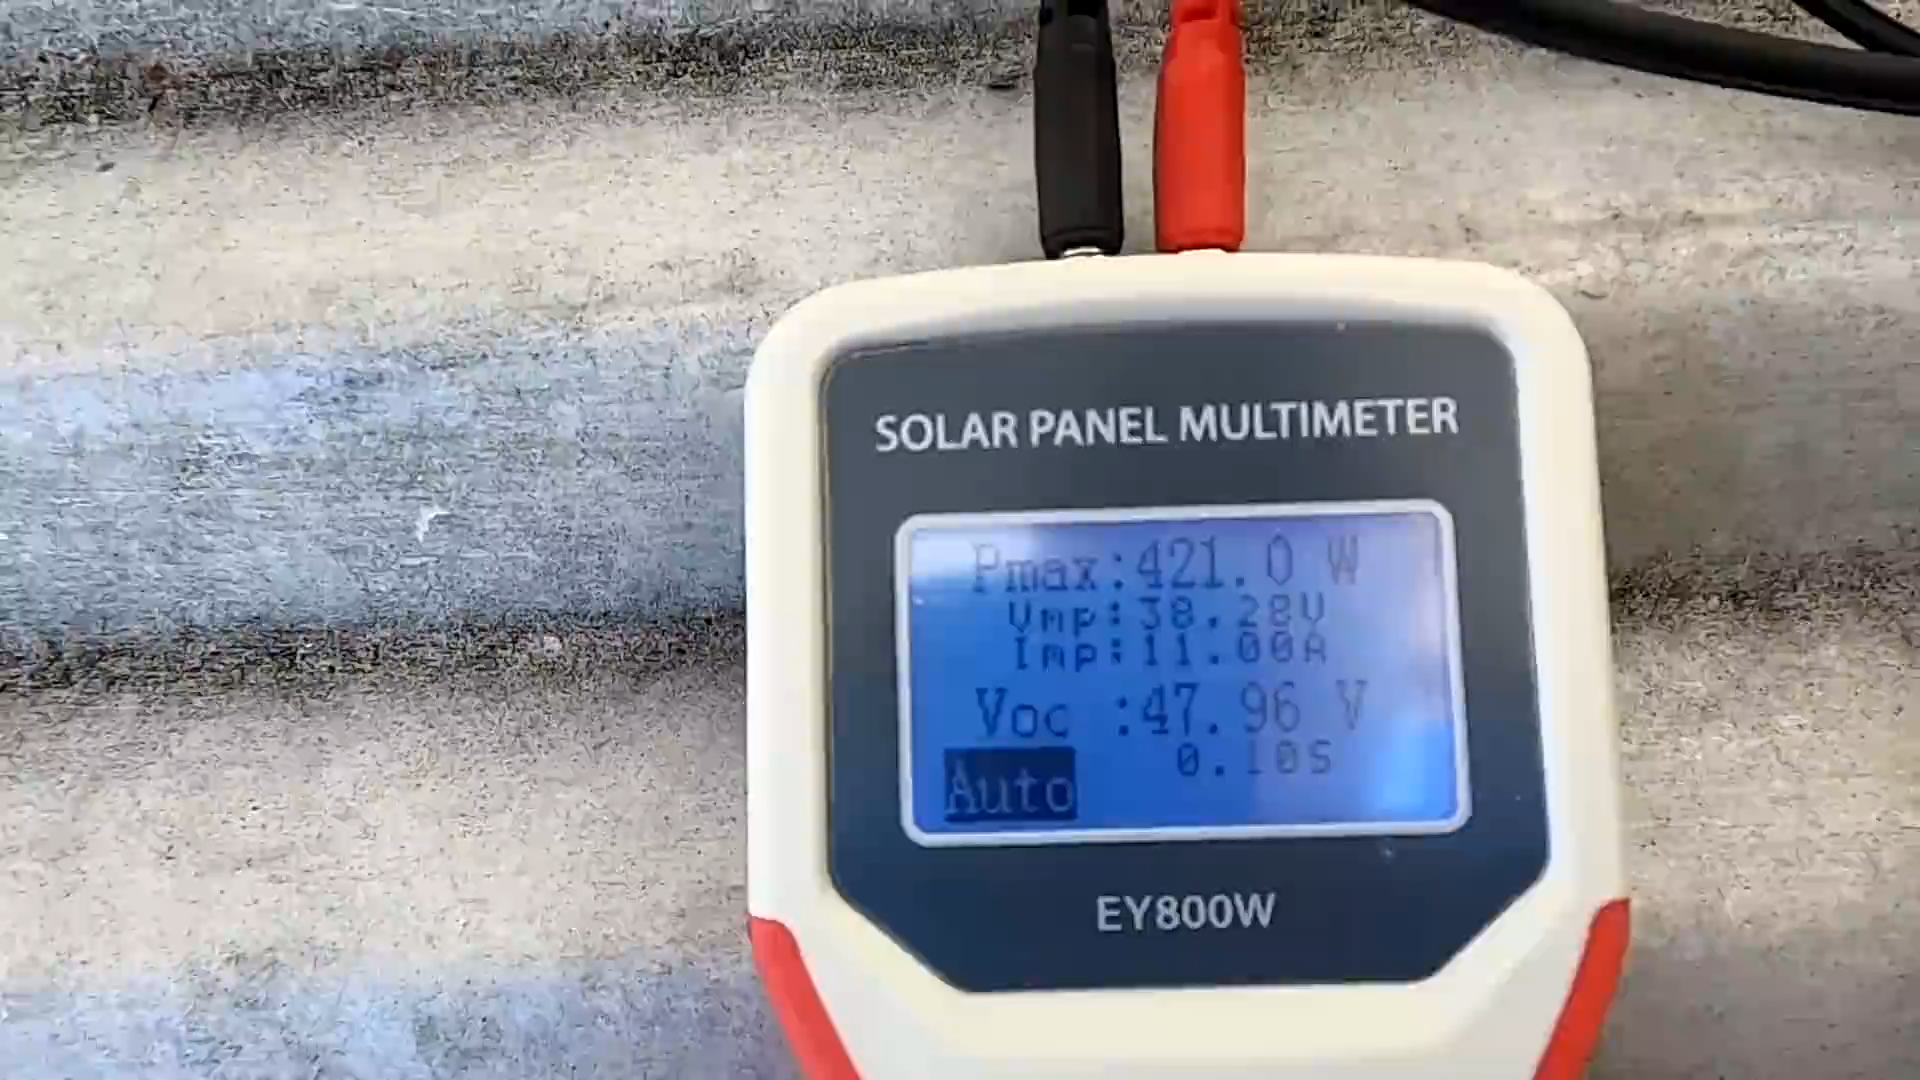 SOLAR PANEL MULTIMETER
Pmax:421.0 W
Vmp:38.28V
Imp:11.00A
Voc :47.96 V
0.10S
Auto
EY800W